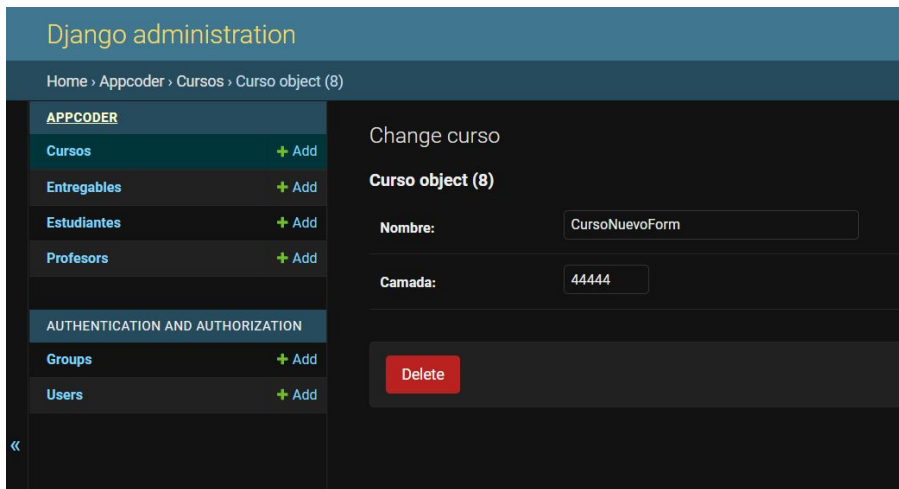 Django administration
Home › Appcoder › Cursos › Curso object (8)
APPCODER
Cursos + Add
Entregables + Add
Estudiantes + Add
Profesors + Add
AUTHENTICATION AND AUTHORIZATION
Groups + Add
Users + Add
«
Change curso
Curso object (8)
Nombre: CursoNuevoForm
Camada: 44444
Delete